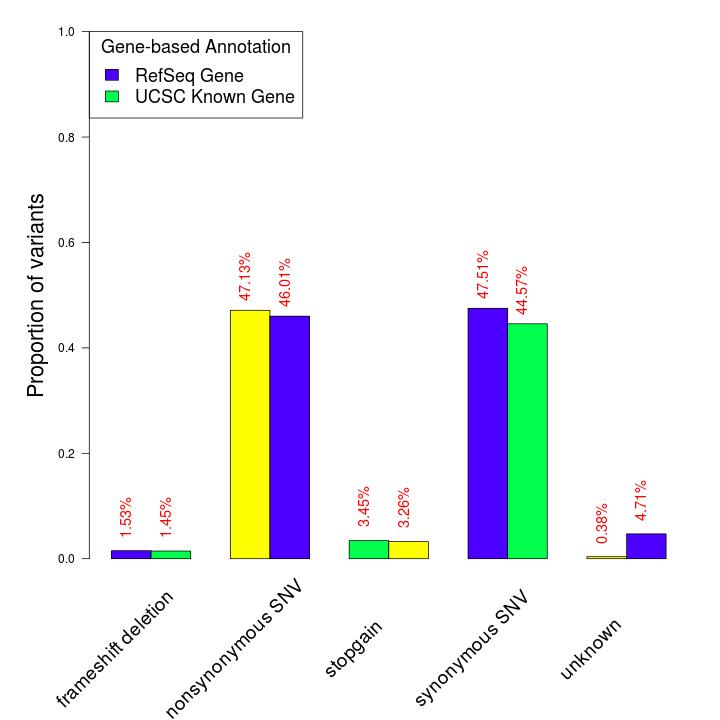 Gene-based Annotation
RefSeq Gene
UCSC Known Gene
Proportion of variants
1.0
0.8
0.6
0.4
0.2
0.0
1.53%
1.45%
47.13%
46.01%
3.45%
3.26%
47.51%
44.57%
0.38%
4.71%
frameshift deletion
nonsynonymous SNV
stopgain
synonymous SNV
unknown